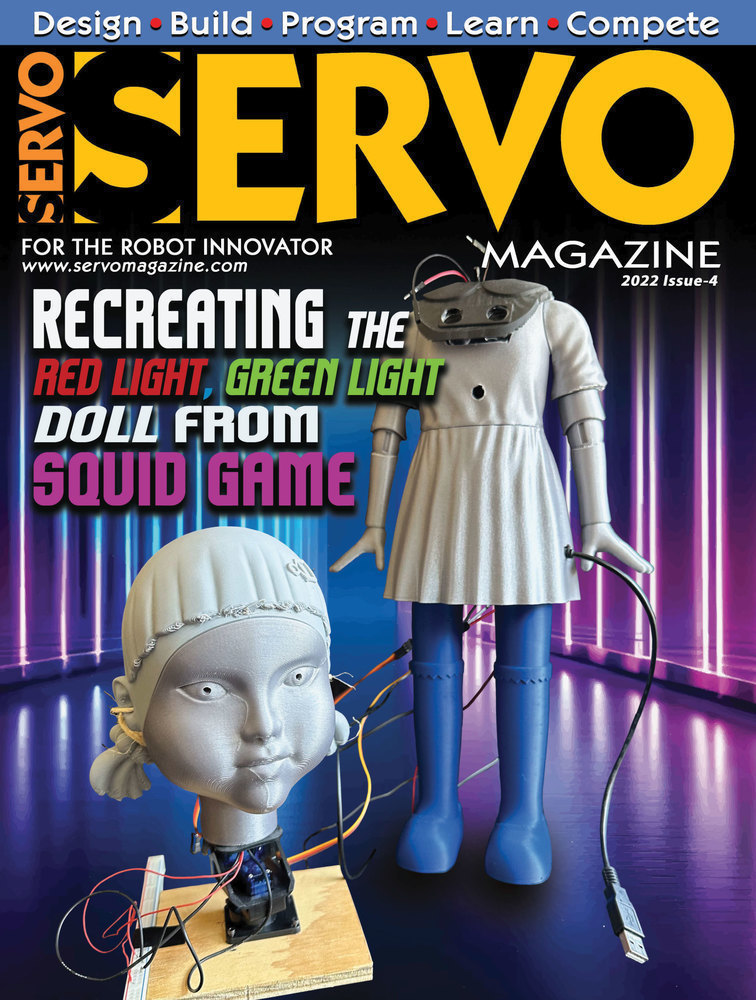 Design • Build • Program • Learn • Compete
SERVO
SERVO
FOR THE ROBOT INNOVATOR
www.servomagazine.com
MAGAZINE
2022 Issue-4
RECREATING THE
RED LIGHT, GREEN LIGHT
DOLL FROM
SQUID GAME